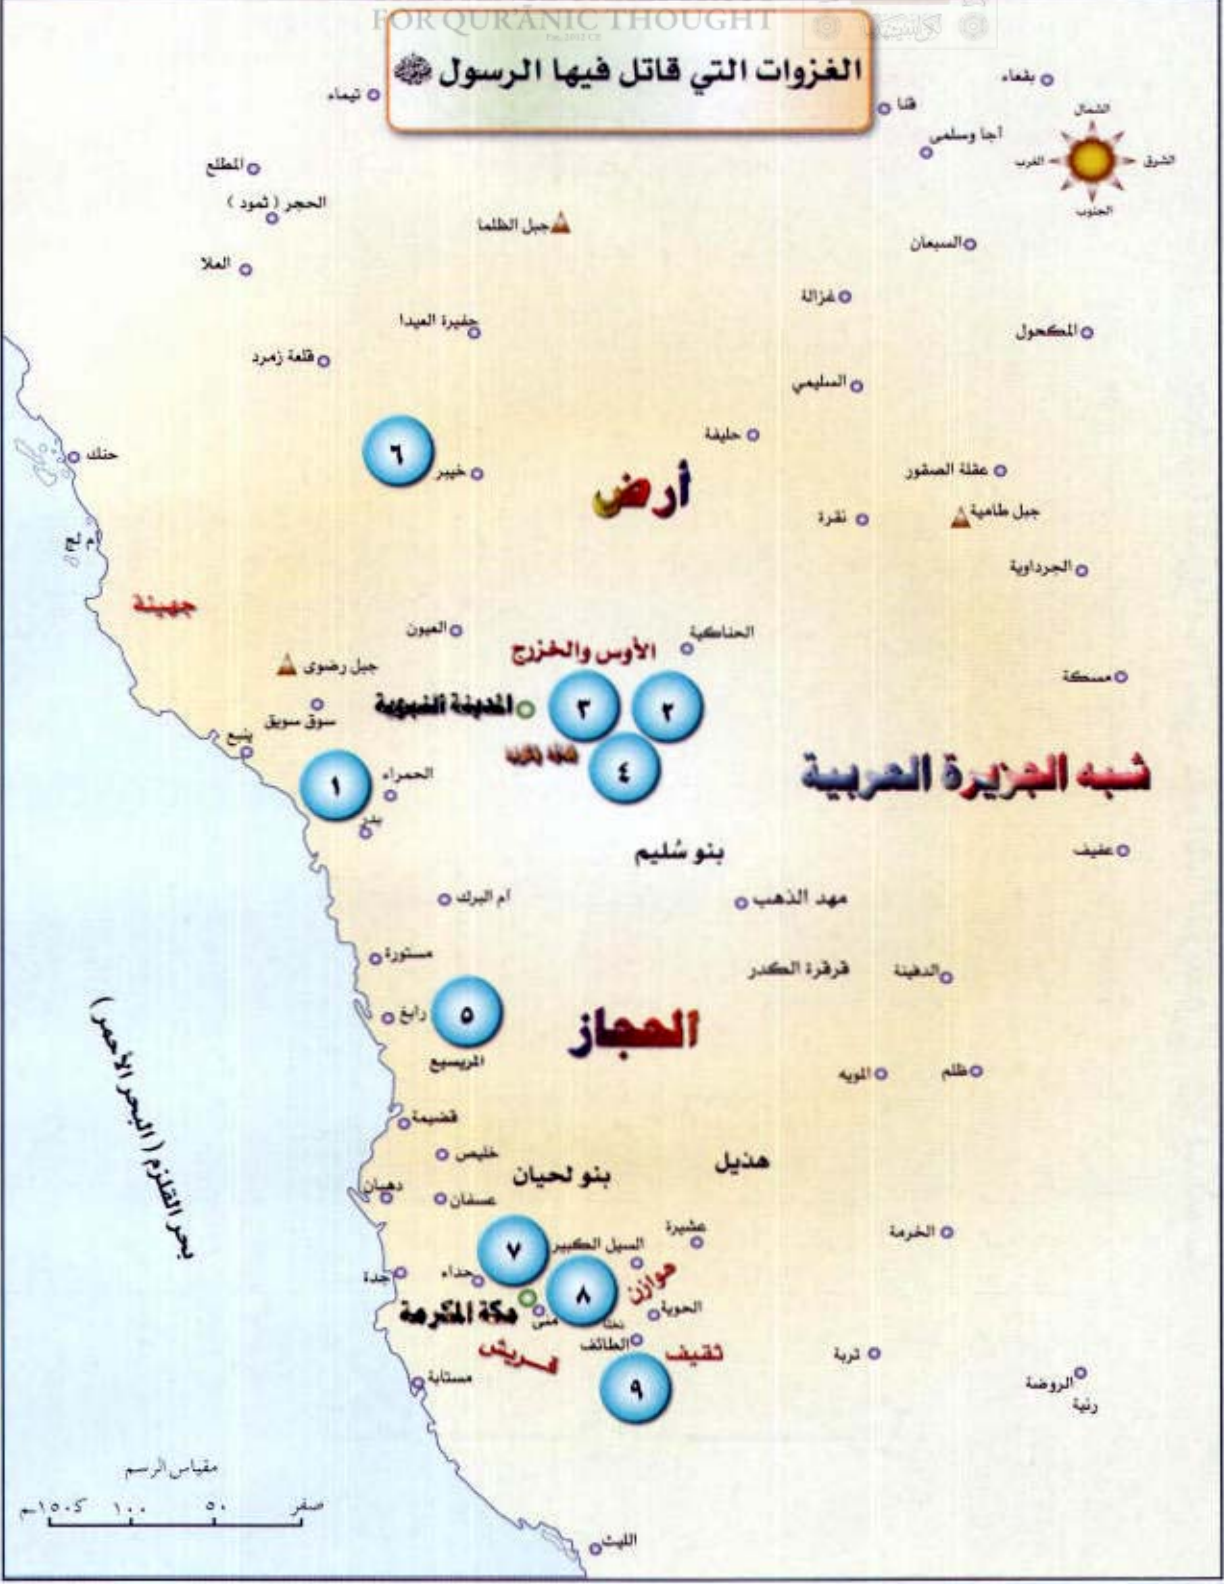 FOR QUR'ĀNIC THOUGHT
الغزوات التي قاتل فيها الرسول ﷺ
بقعاء
تيماء
قنا
الشمال
أجا وسلمى
الشرق
الغرب
الجنوب
المطلع
الحجر ( ثمود )
جبل الظلما
السبعان
العلا
غزالة
حفيرة العيدا
المكحول
قلعة زمرد
السليمي
حليفة
حنك
٦
خيبر
عقلة الصقور
أرض
نقرة
جبل طامية
أم لج
الجرداوية
جهينة
العيون
الحناكية
الأوس والخزرج
جبل رضوى
مسكة
المدينة النبوية
٣
٢
سوق سويق
ينبع
٤
شبه الجزيرة العربية
١
الحمراء
بدر
بنو سُليم
عفيف
أم البرك
مهد الذهب
مستورة
قرقرة الكدر
الدفينة
رابغ
٥
الحجاز
المريسيع
المويه
ظلم
بحر القلزم ( البحر الأحمر )
قضيمة
خليص
هذيل
بنو لحيان
دهبان
عسفان
عشيرة
الخرمة
٧
السيل الكبير
جدة
حداء
٨
هوازن
مكة المكرمة
منى
الحوية
الطائف
ثقيف
قريش
تربة
مستابة
٩
الروضة
رنية
مقياس الرسم
صفر
٥٠
١٠٠
١٥٠كم
الليث